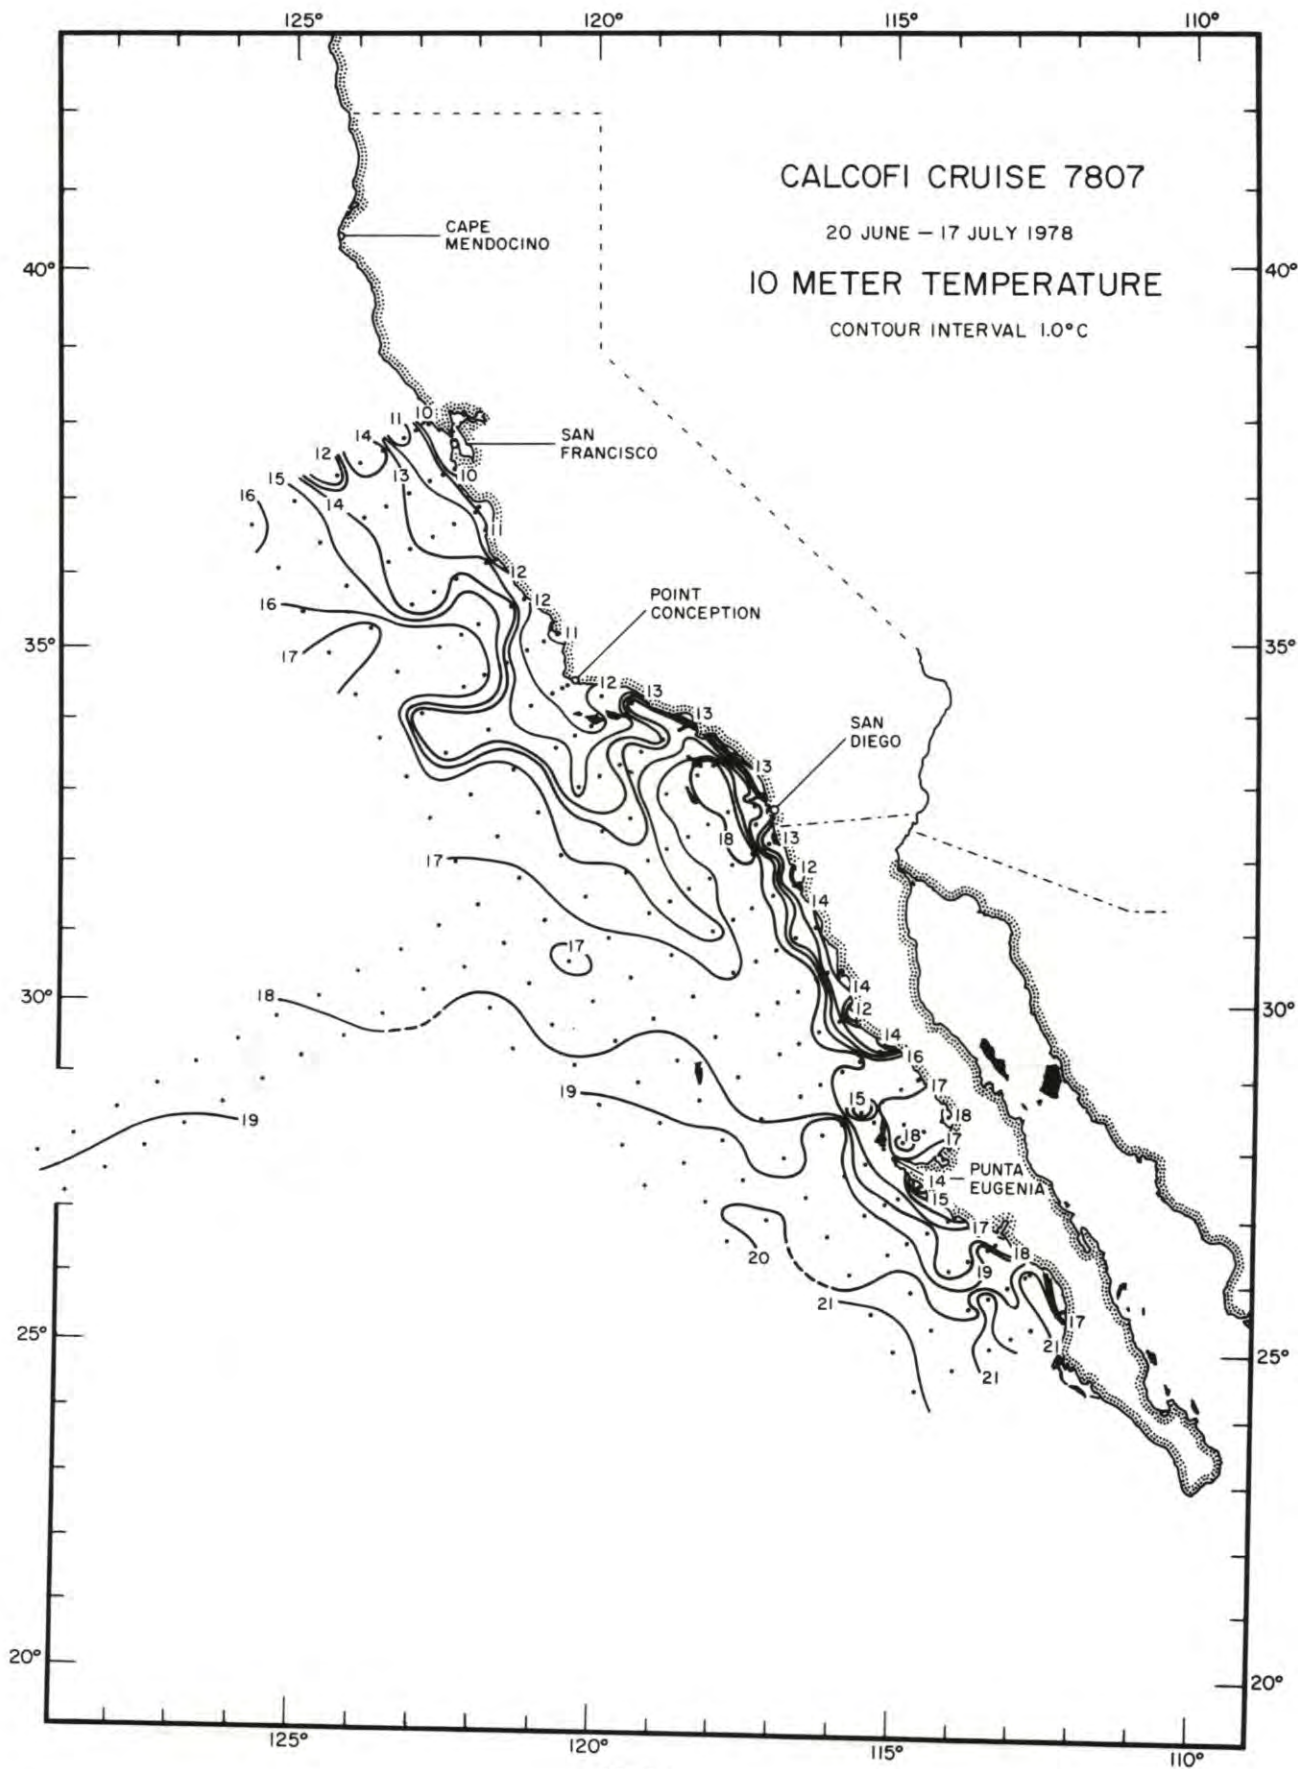 125° 120° 115° 110°
CALCOFI CRUISE 7807
20 JUNE – 17 JULY 1978
10 METER TEMPERATURE
CONTOUR INTERVAL 1.0°C
CAPE
MENDOCINO
40° 40°
11 10
14
SAN
FRANCISCO
12
15 13 10
16 14
11
12
16 12
POINT
CONCEPTION
11
35° 35°
17
12 13
13
SAN
DIEGO
13
18 13
17 12
14
17
30° 18 14 30°
12
14
16
17
19 15
19 18
18
17
PUNTA
EUGENIA
14
15
17
20 18
19
21
17
25° 21 25°
21
20° 20°
125° 120° 115° 110°